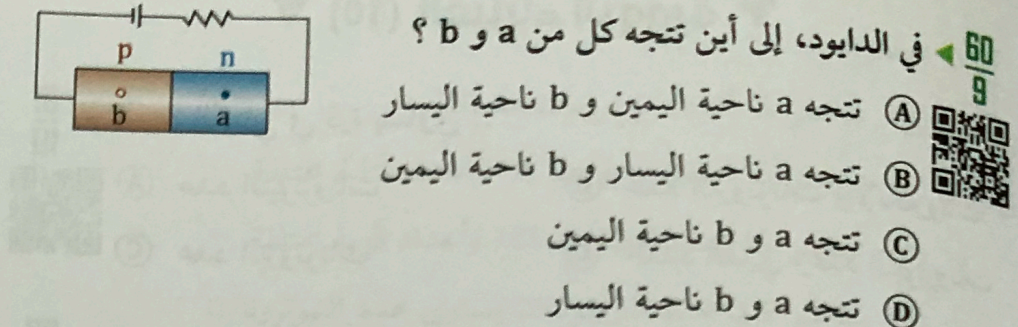 60
9
في الدايود، إلى أين تتجه كل من a و b ؟
A تتجه a ناحية اليمين و b ناحية اليسار
B تتجه a ناحية اليسار و b ناحية اليمين
C تتجه a و b ناحية اليمين
D تتجه a و b ناحية اليسار
p n
b a